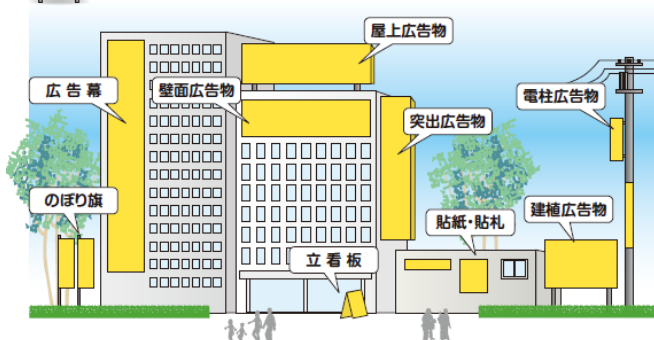 屋上広告物
広告幕
壁面広告物
電柱広告物
突出広告物
のぼり旗
貼紙・貼札
建植広告物
立看板